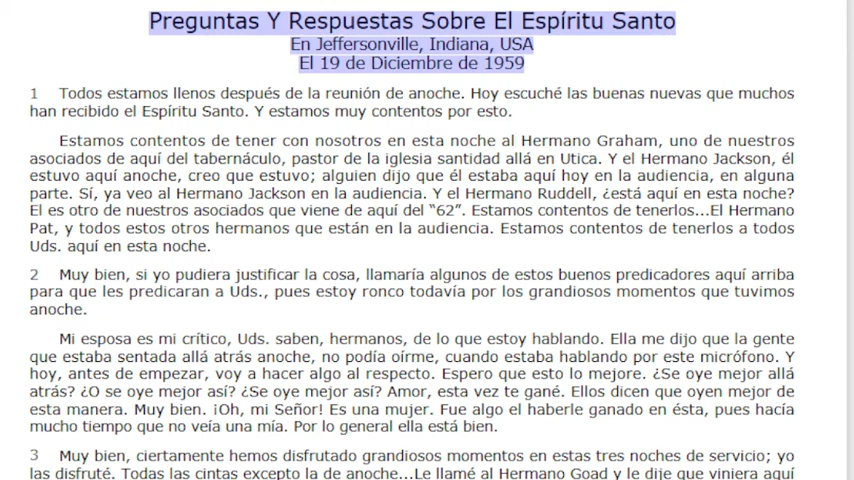 Preguntas Y Respuestas Sobre El Espíritu Santo
En Jeffersonville, Indiana, USA
El 19 de Diciembre de 1959
1 Todos estamos llenos después de la reunión de anoche. Hoy escuché las buenas nuevas que muchos
han recibido el Espíritu Santo. Y estamos muy contentos por esto.
Estamos contentos de tener con nosotros en esta noche al Hermano Graham, uno de nuestros
asociados de aquí del tabernáculo, pastor de la iglesia santidad allá en Utica. Y el Hermano Jackson, él
estuvo aquí anoche, creo que estuvo; alguien dijo que él estaba aquí hoy en la audiencia, en alguna
parte. Sí, ya veo al Hermano Jackson en la audiencia. Y el Hermano Ruddell, ¿está aquí en esta noche?
El es otro de nuestros asociados que viene de aquí del “62”. Estamos contentos de tenerlos...El Hermano
Pat, y todos estos otros hermanos que están en la audiencia. Estamos contentos de tenerlos a todos
Uds. aquí en esta noche.
2 Muy bien, si yo pudiera justificar la cosa, llamaría algunos de estos buenos predicadores aquí arriba
para que les predicaran a Uds., pues estoy ronco todavía por los grandiosos momentos que tuvimos
anoche.
Mi esposa es mi crítico, Uds. saben, hermanos, de lo que estoy hablando. Ella me dijo que la gente
que estaba sentada allá atrás anoche, no podía oírme, cuando estaba hablando por este micrófono. Y
hoy, antes de empezar, voy a hacer algo al respecto. Espero que esto lo mejore. ¿Se oye mejor allá
atrás? ¿O se oye mejor así? ¿Se oye mejor así? Amor, esta vez te gané. Ellos dicen que oyen mejor de
esta manera. Muy bien. ¡Oh, mi Señor! Es una mujer. Fue algo el haberle ganado en ésta, pues hacía
mucho tiempo que no veía una mía. Por lo general ella está bien.
3 Muy bien, ciertamente hemos disfrutado grandiosos momentos en estas tres noches de servicio; yo
las disfruté. Todas las cintas excepto la de anoche...Le llamé al Hermano Goad y le dije que viniera aquí